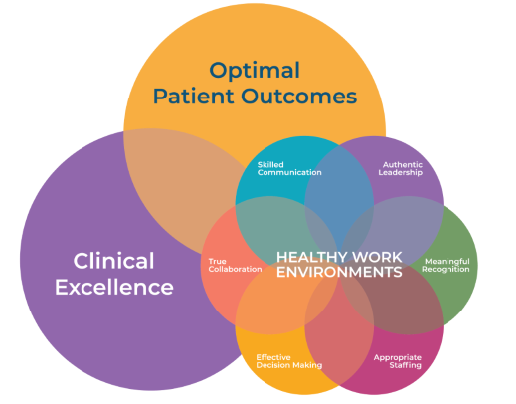 Optimal
Patient Outcomes
Skilled
Communication
Authentic
Leadership
Clinical
Excellence
True
Collaboration
HEALTHY WORK
ENVIRONMENTS
Meaningful
Recognition
Effective
Decision Making
Appropriate
Staffing